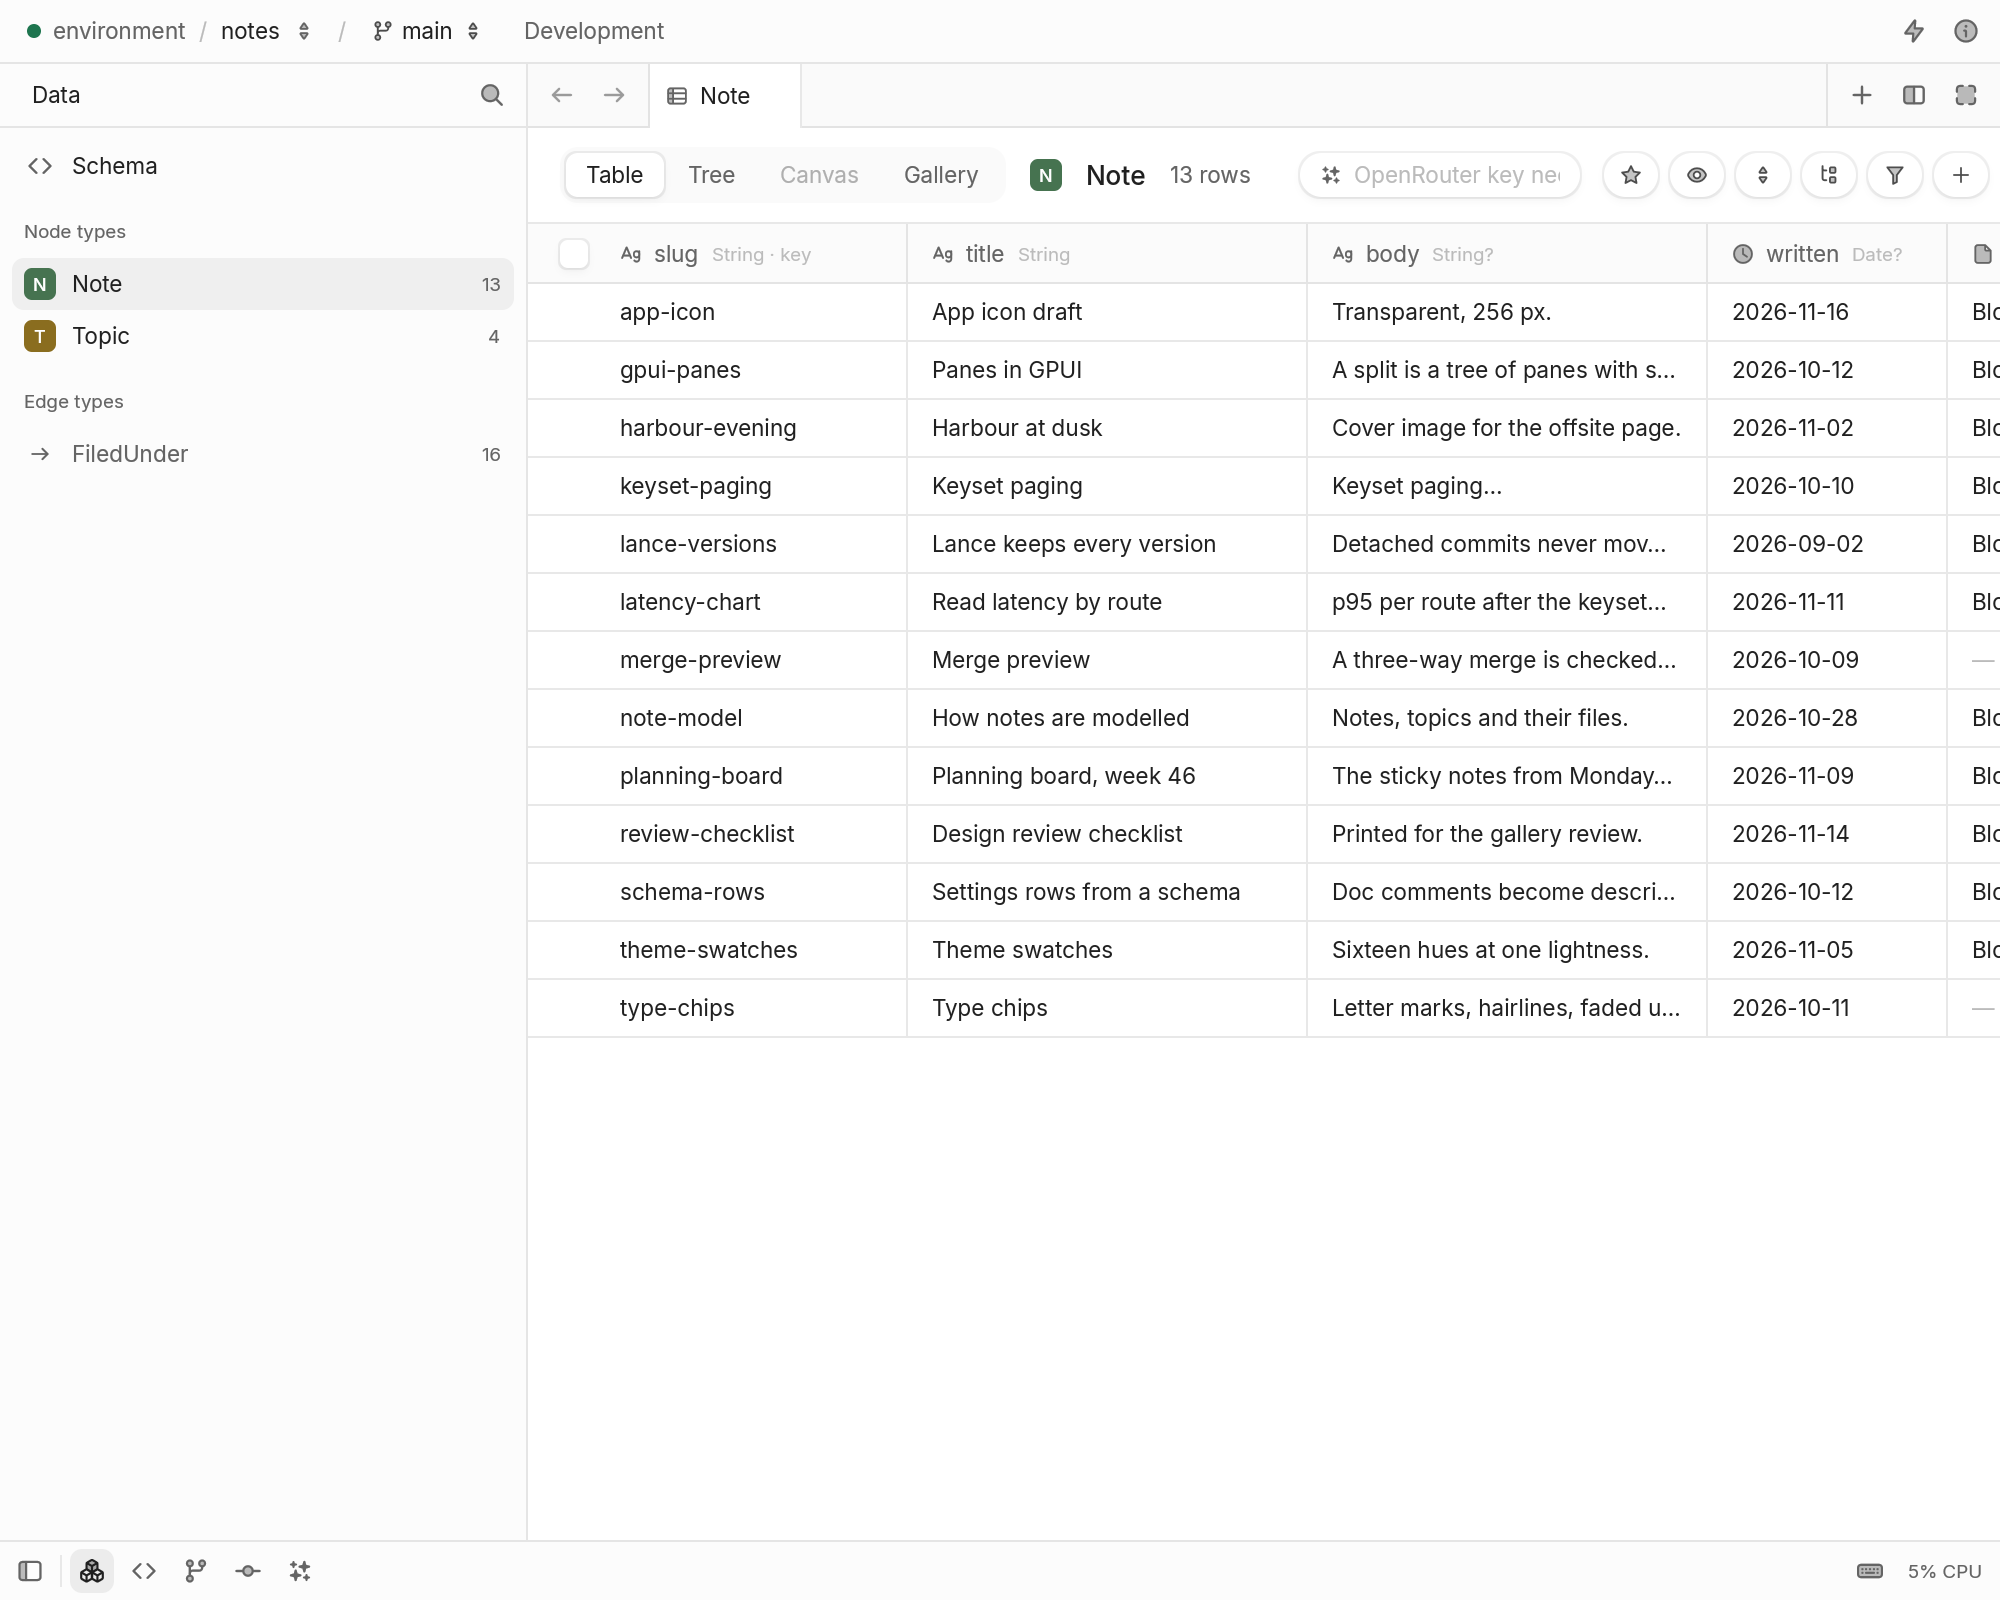 environment / notes / main Development
Data
Note
Schema
Table Tree Canvas Gallery N Note 13 rows OpenRouter key
Node types
N Note 13
T Topic 4
Edge types
FiledUnder 16
slug String · key title String body String? written Date?
app-icon App icon draft Transparent, 256 px. 2026-11-16
gpui-panes Panes in GPUI A split is a tree of panes with s... 2026-10-12
harbour-evening Harbour at dusk Cover image for the offsite page. 2026-11-02
keyset-paging Keyset paging Keyset paging... 2026-10-10
lance-versions Lance keeps every version Detached commits never mov... 2026-09-02
latency-chart Read latency by route p95 per route after the keyset... 2026-11-11
merge-preview Merge preview A three-way merge is checked... 2026-10-09 —
note-model How notes are modelled Notes, topics and their files. 2026-10-28
planning-board Planning board, week 46 The sticky notes from Monday... 2026-11-09
review-checklist Design review checklist Printed for the gallery review. 2026-11-14
schema-rows Settings rows from a schema Doc comments become descri... 2026-10-12
theme-swatches Theme swatches Sixteen hues at one lightness. 2026-11-05
type-chips Type chips Letter marks, hairlines, faded u... 2026-10-11 —
5% CPU